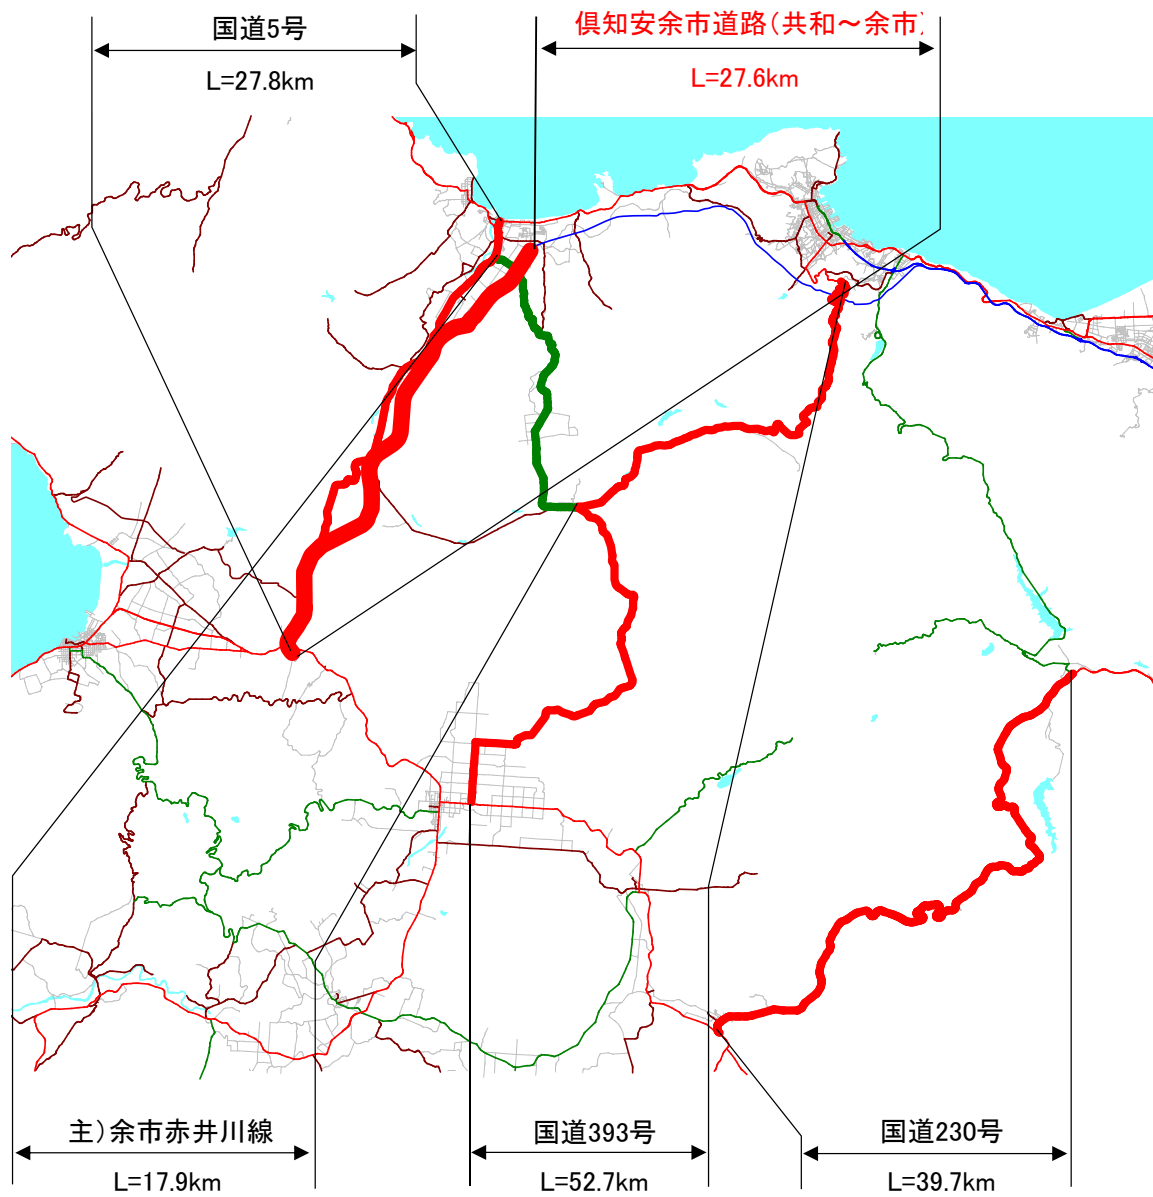 国道5号
L=27.8km
倶知安余市道路(共和～余市)
L=27.6km
主)余市赤井川線
L=17.9km
国道393号
L=52.7km
国道230号
L=39.7km